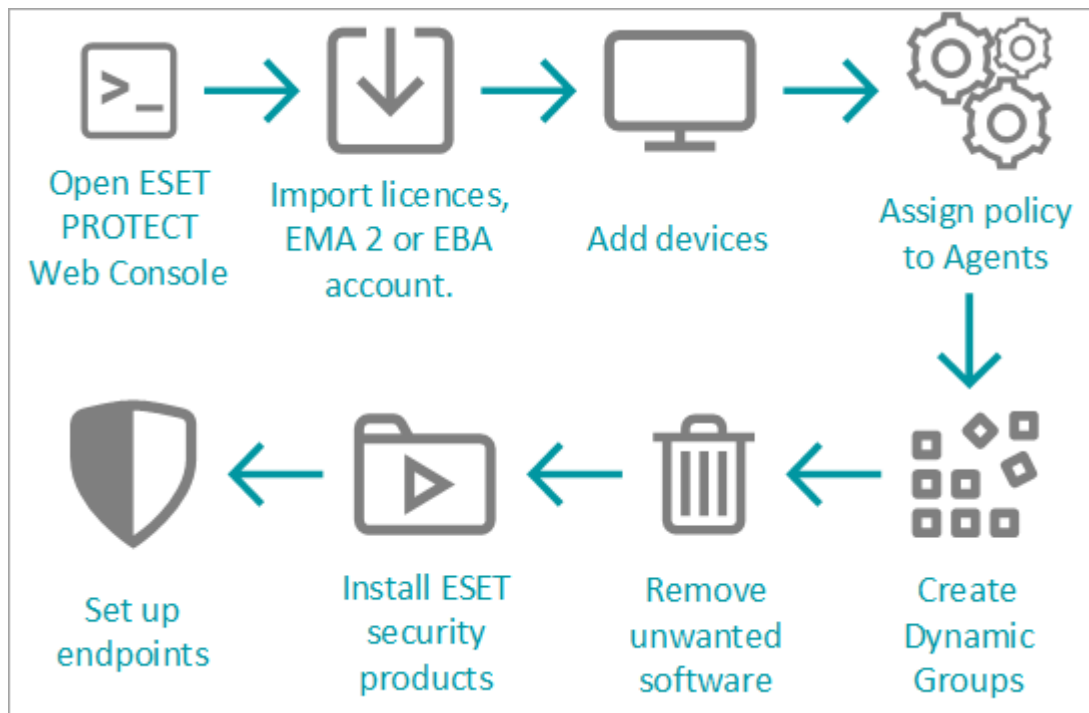 >_
Open ESET
PROTECT
Web Console
Import licences,
EMA 2 or EBA
account.
Add devices
Assign policy
to Agents
Create
Dynamic
Groups
Remove
unwanted
software
Install ESET
security
products
Set up
endpoints